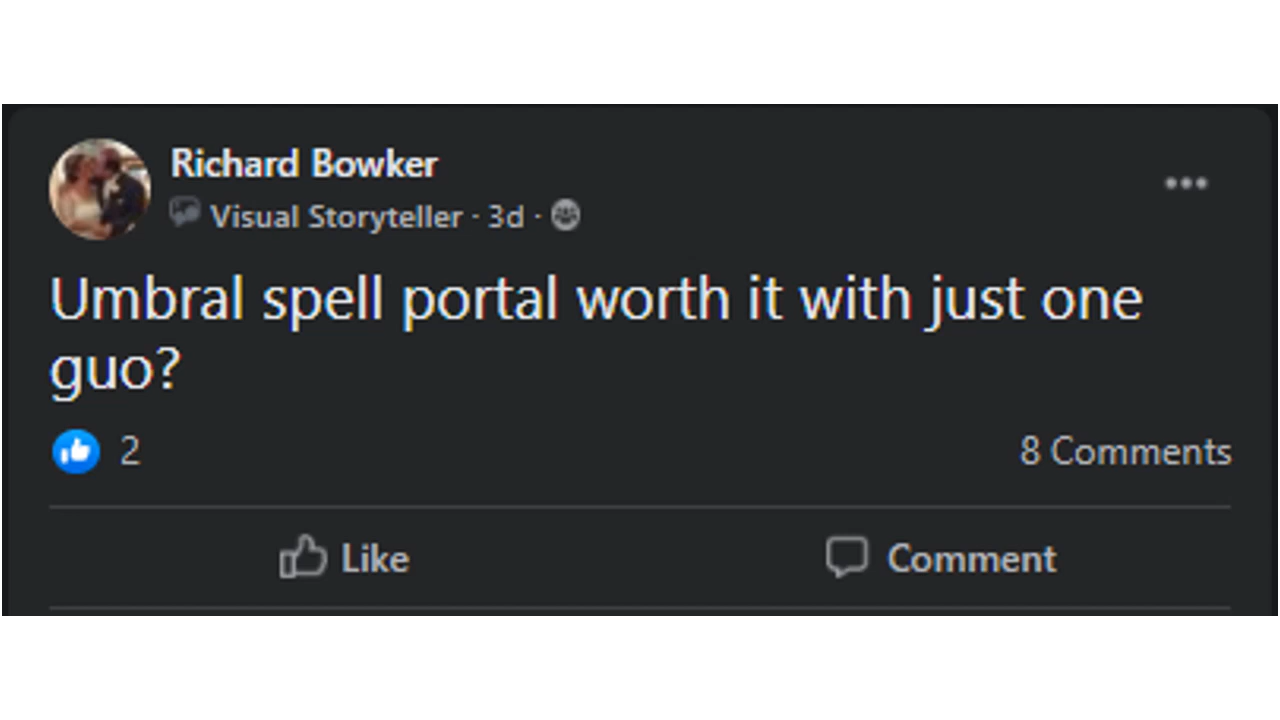 Richard Bowker
Visual Storyteller · 3d ·
Umbral spell portal worth it with just one
guo?
2
8 Comments
Like
Comment